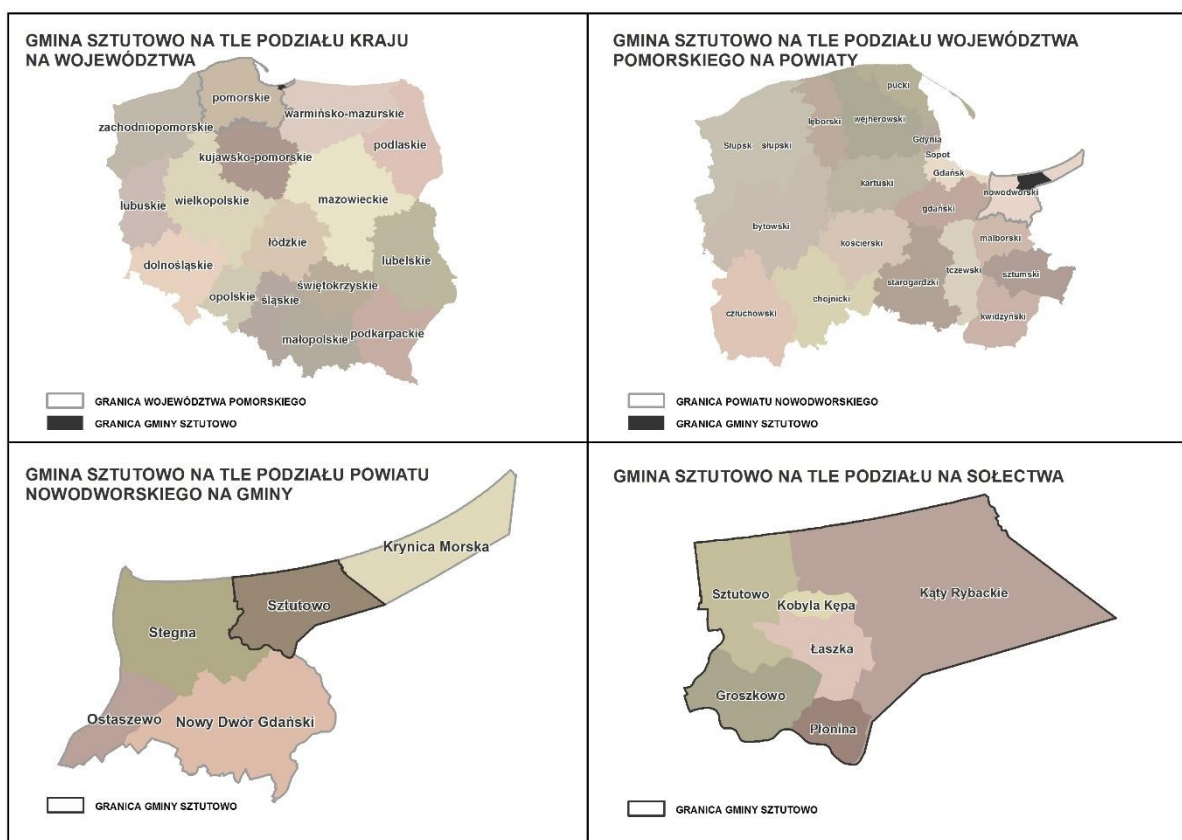 GMINA SZTUTOWO NA TLE PODZIAŁU KRAJU
NA WOJEWÓDZTWA
pomorskie
warmińsko-mazurskie
zachodniopomorskie
podlaskie
kujawsko-pomorskie
wielkopolskie
mazowieckie
lubuskie
łódzkie
lubelskie
dolnośląskie
świętokrzyskie
opolskie
śląskie
małopolskie
podkarpackie
GRANICA WOJEWÓDZTWA POMORSKIEGO
GRANICA GMINY SZTUTOWO
GMINA SZTUTOWO NA TLE PODZIAŁU WOJEWÓDZTWA
POMORSKIEGO NA POWIATY
pucki
lęborski
wejherowski
Gdynia
Słupsk
słupski
Sopot
Gdańsk
kartuski
nowodworski
gdański
bytowski
kościerski
malborski
tczewski
sztumski
starogardzki
chojnicki
człuchowski
kwidzyński
GRANICA POWIATU NOWODWORSKIEGO
GRANICA GMINY SZTUTOWO
GMINA SZTUTOWO NA TLE PODZIAŁU POWIATU
NOWODWORSKIEGO NA GMINY
Krynica Morska
Sztutowo
Stegna
Ostaszewo
Nowy Dwór Gdański
GRANICA GMINY SZTUTOWO
GMINA SZTUTOWO NA TLE PODZIAŁU NA SOŁECTWA
Sztutowo
Kobyla Kępa
Kąty Rybackie
Łaszka
Groszkowo
Płonina
GRANICA GMINY SZTUTOWO